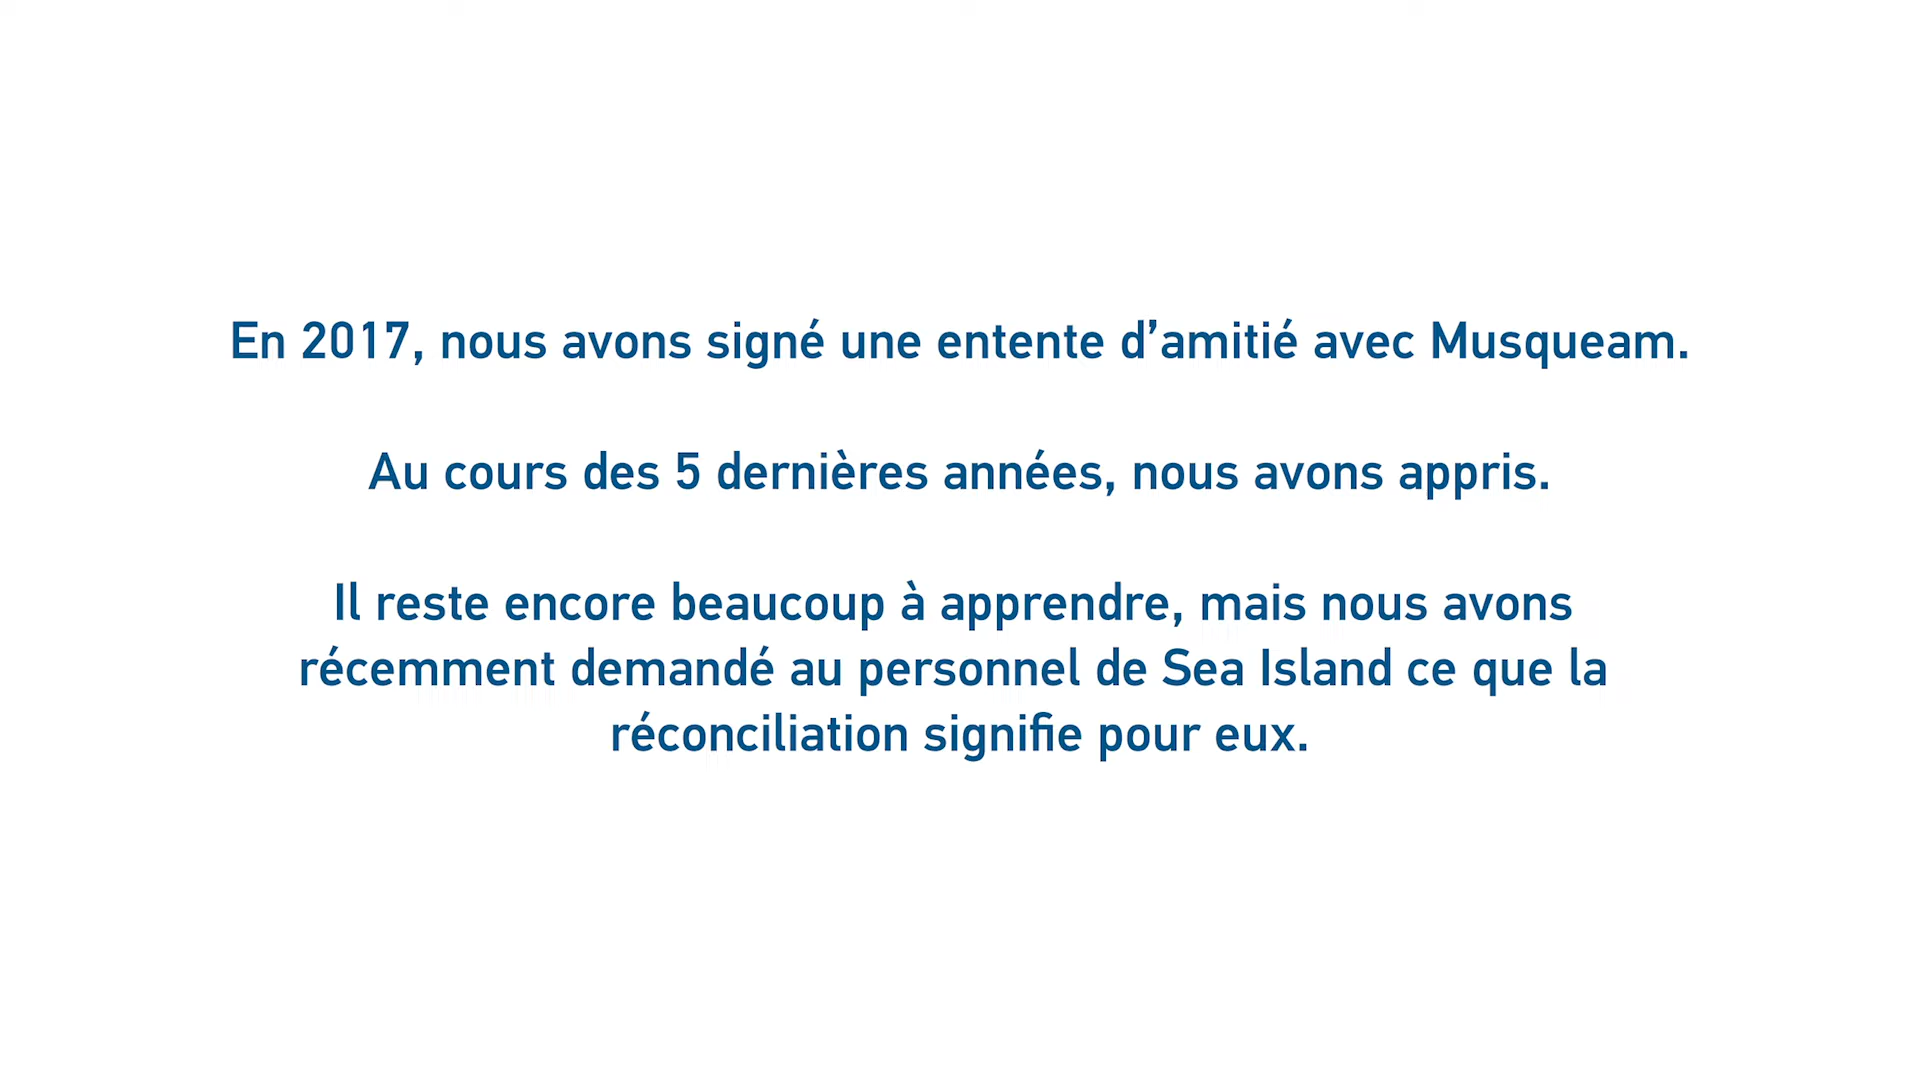 En 2017, nous avons signé une entente d’amitié avec Musqueam.
Au cours des 5 dernières années, nous avons appris.
Il reste encore beaucoup à apprendre, mais nous avons
récemment demandé au personnel de Sea Island ce que la
réconciliation signifie pour eux.